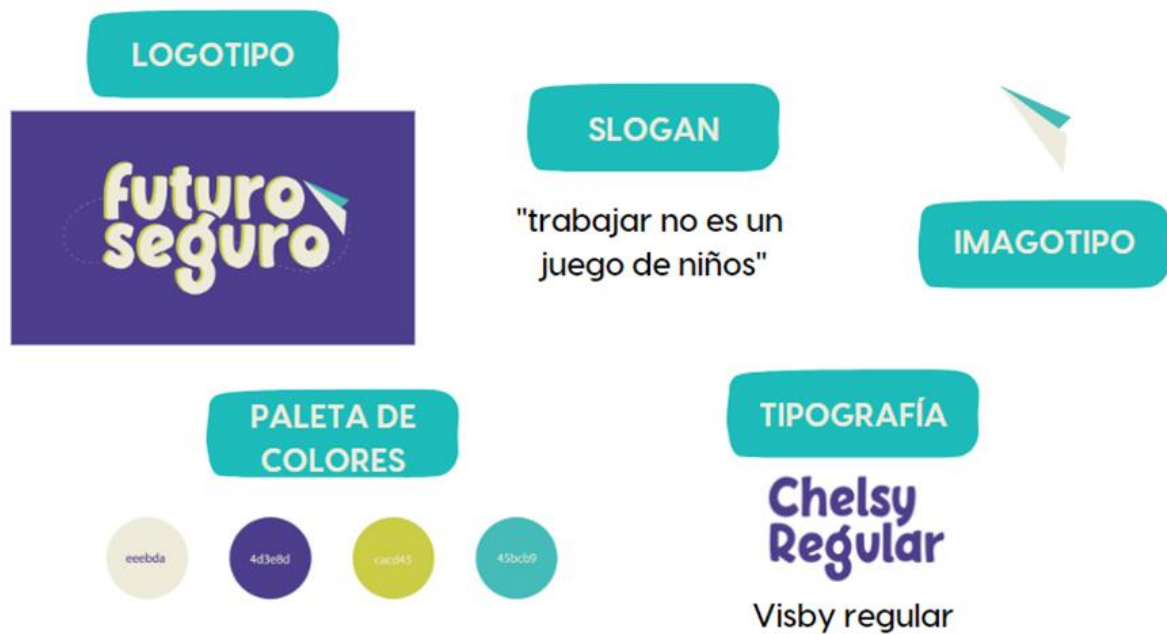 LOGOTIPO
futuro
seguro
SLOGAN
"trabajar no es un
juego de niños"
IMAGOTIPO
PALETA DE
COLORES
eeebda
4d3e8d
cacd45
45bcb9
TIPOGRAFÍA
Chelsy
Regular
Visby regular